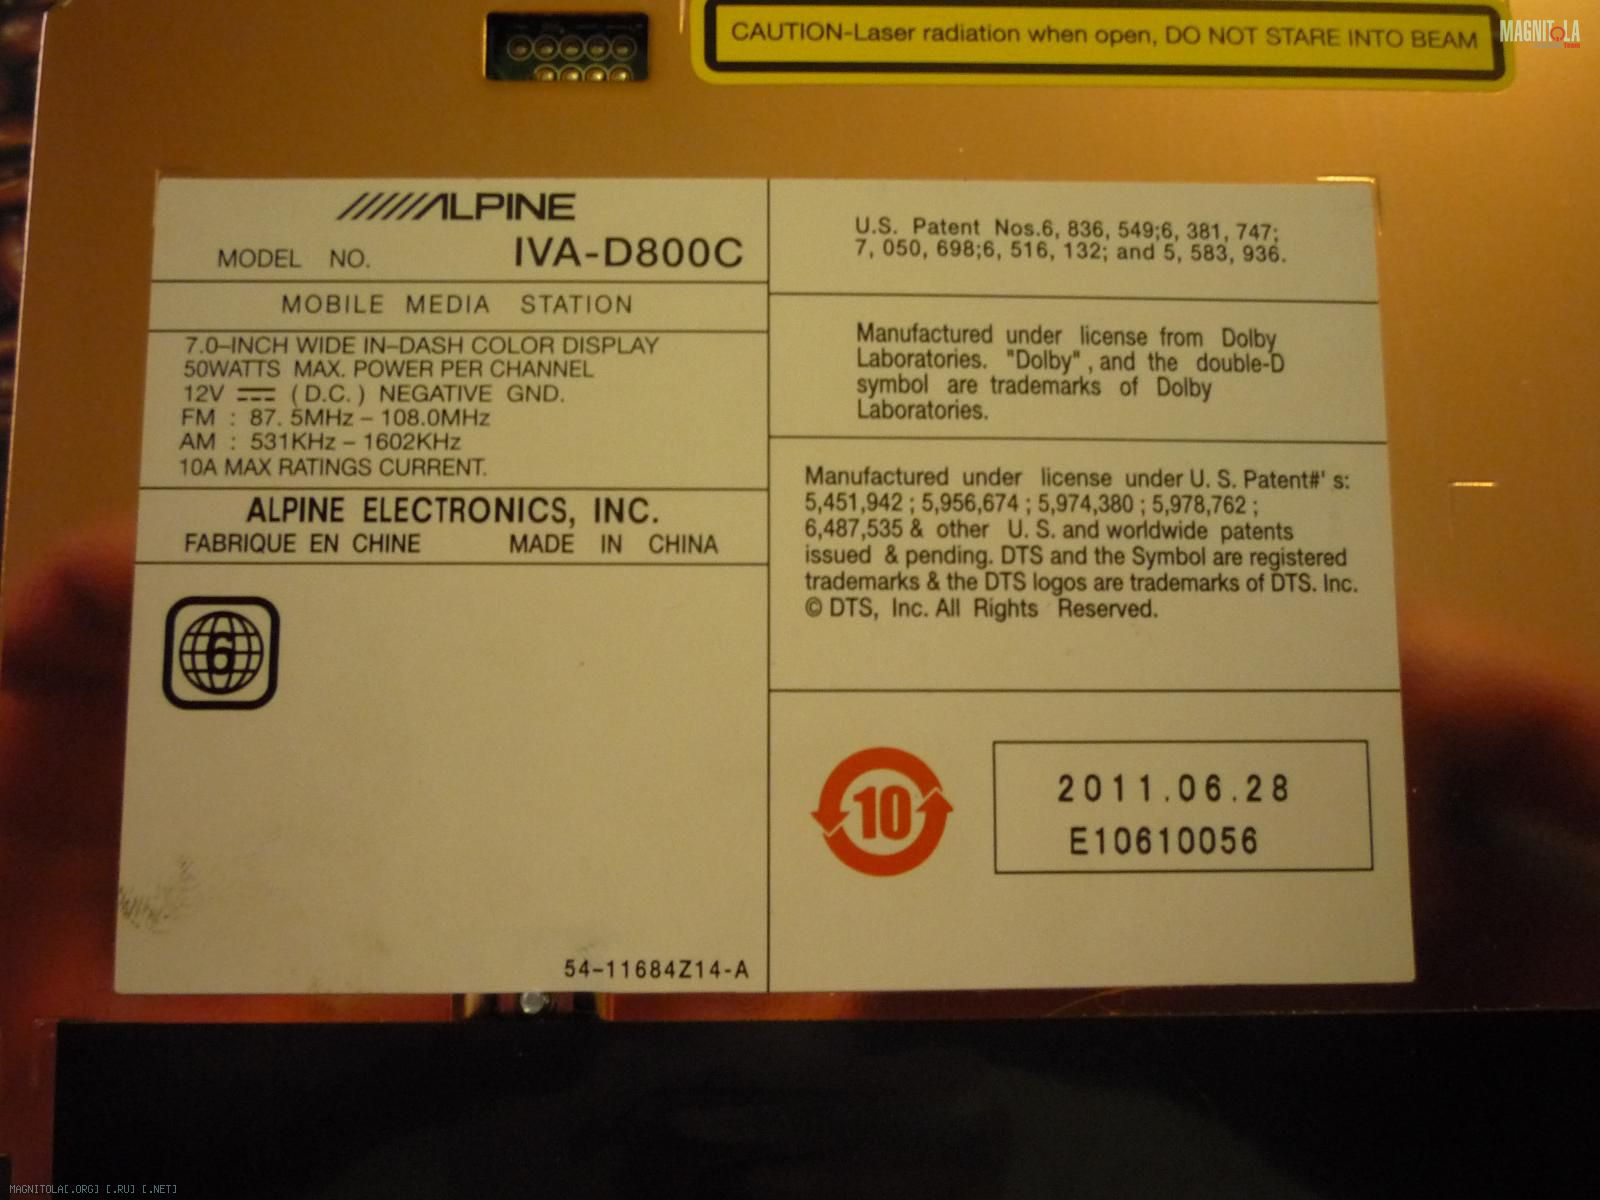 CAUTION-Laser radiation when open, DO NOT STARE INTO BEAM
MAGNITOLA
ALPINE
MODEL NO. IVA-D800C
MOBILE MEDIA STATION
7.0-INCH WIDE IN-DASH COLOR DISPLAY
50WATTS MAX. POWER PER CHANNEL
12V ⎓ (D.C.) NEGATIVE GND.
FM : 87. 5MHz – 108.0MHz
AM : 531KHz – 1602KHz
10A MAX RATINGS CURRENT.
ALPINE ELECTRONICS, INC.
FABRIQUE EN CHINE MADE IN CHINA
6
54-11684Z14-A
U.S. Patent Nos.6, 836, 549;6, 381, 747;
7, 050, 698;6, 516, 132; and 5, 583, 936.
Manufactured under license from Dolby
Laboratories. "Dolby", and the double-D
symbol are trademarks of Dolby
Laboratories.
Manufactured under license under U. S. Patent#' s:
5,451,942 ; 5,956,674 ; 5,974,380 ; 5,978,762 ;
6,487,535 & other U. S. and worldwide patents
issued & pending. DTS and the Symbol are registered
trademarks & the DTS logos are trademarks of DTS. Inc.
© DTS, Inc. All Rights Reserved.
10
2011.06.28
E10610056
MAGNITOLA[.ORG] [.RU] [.NET]